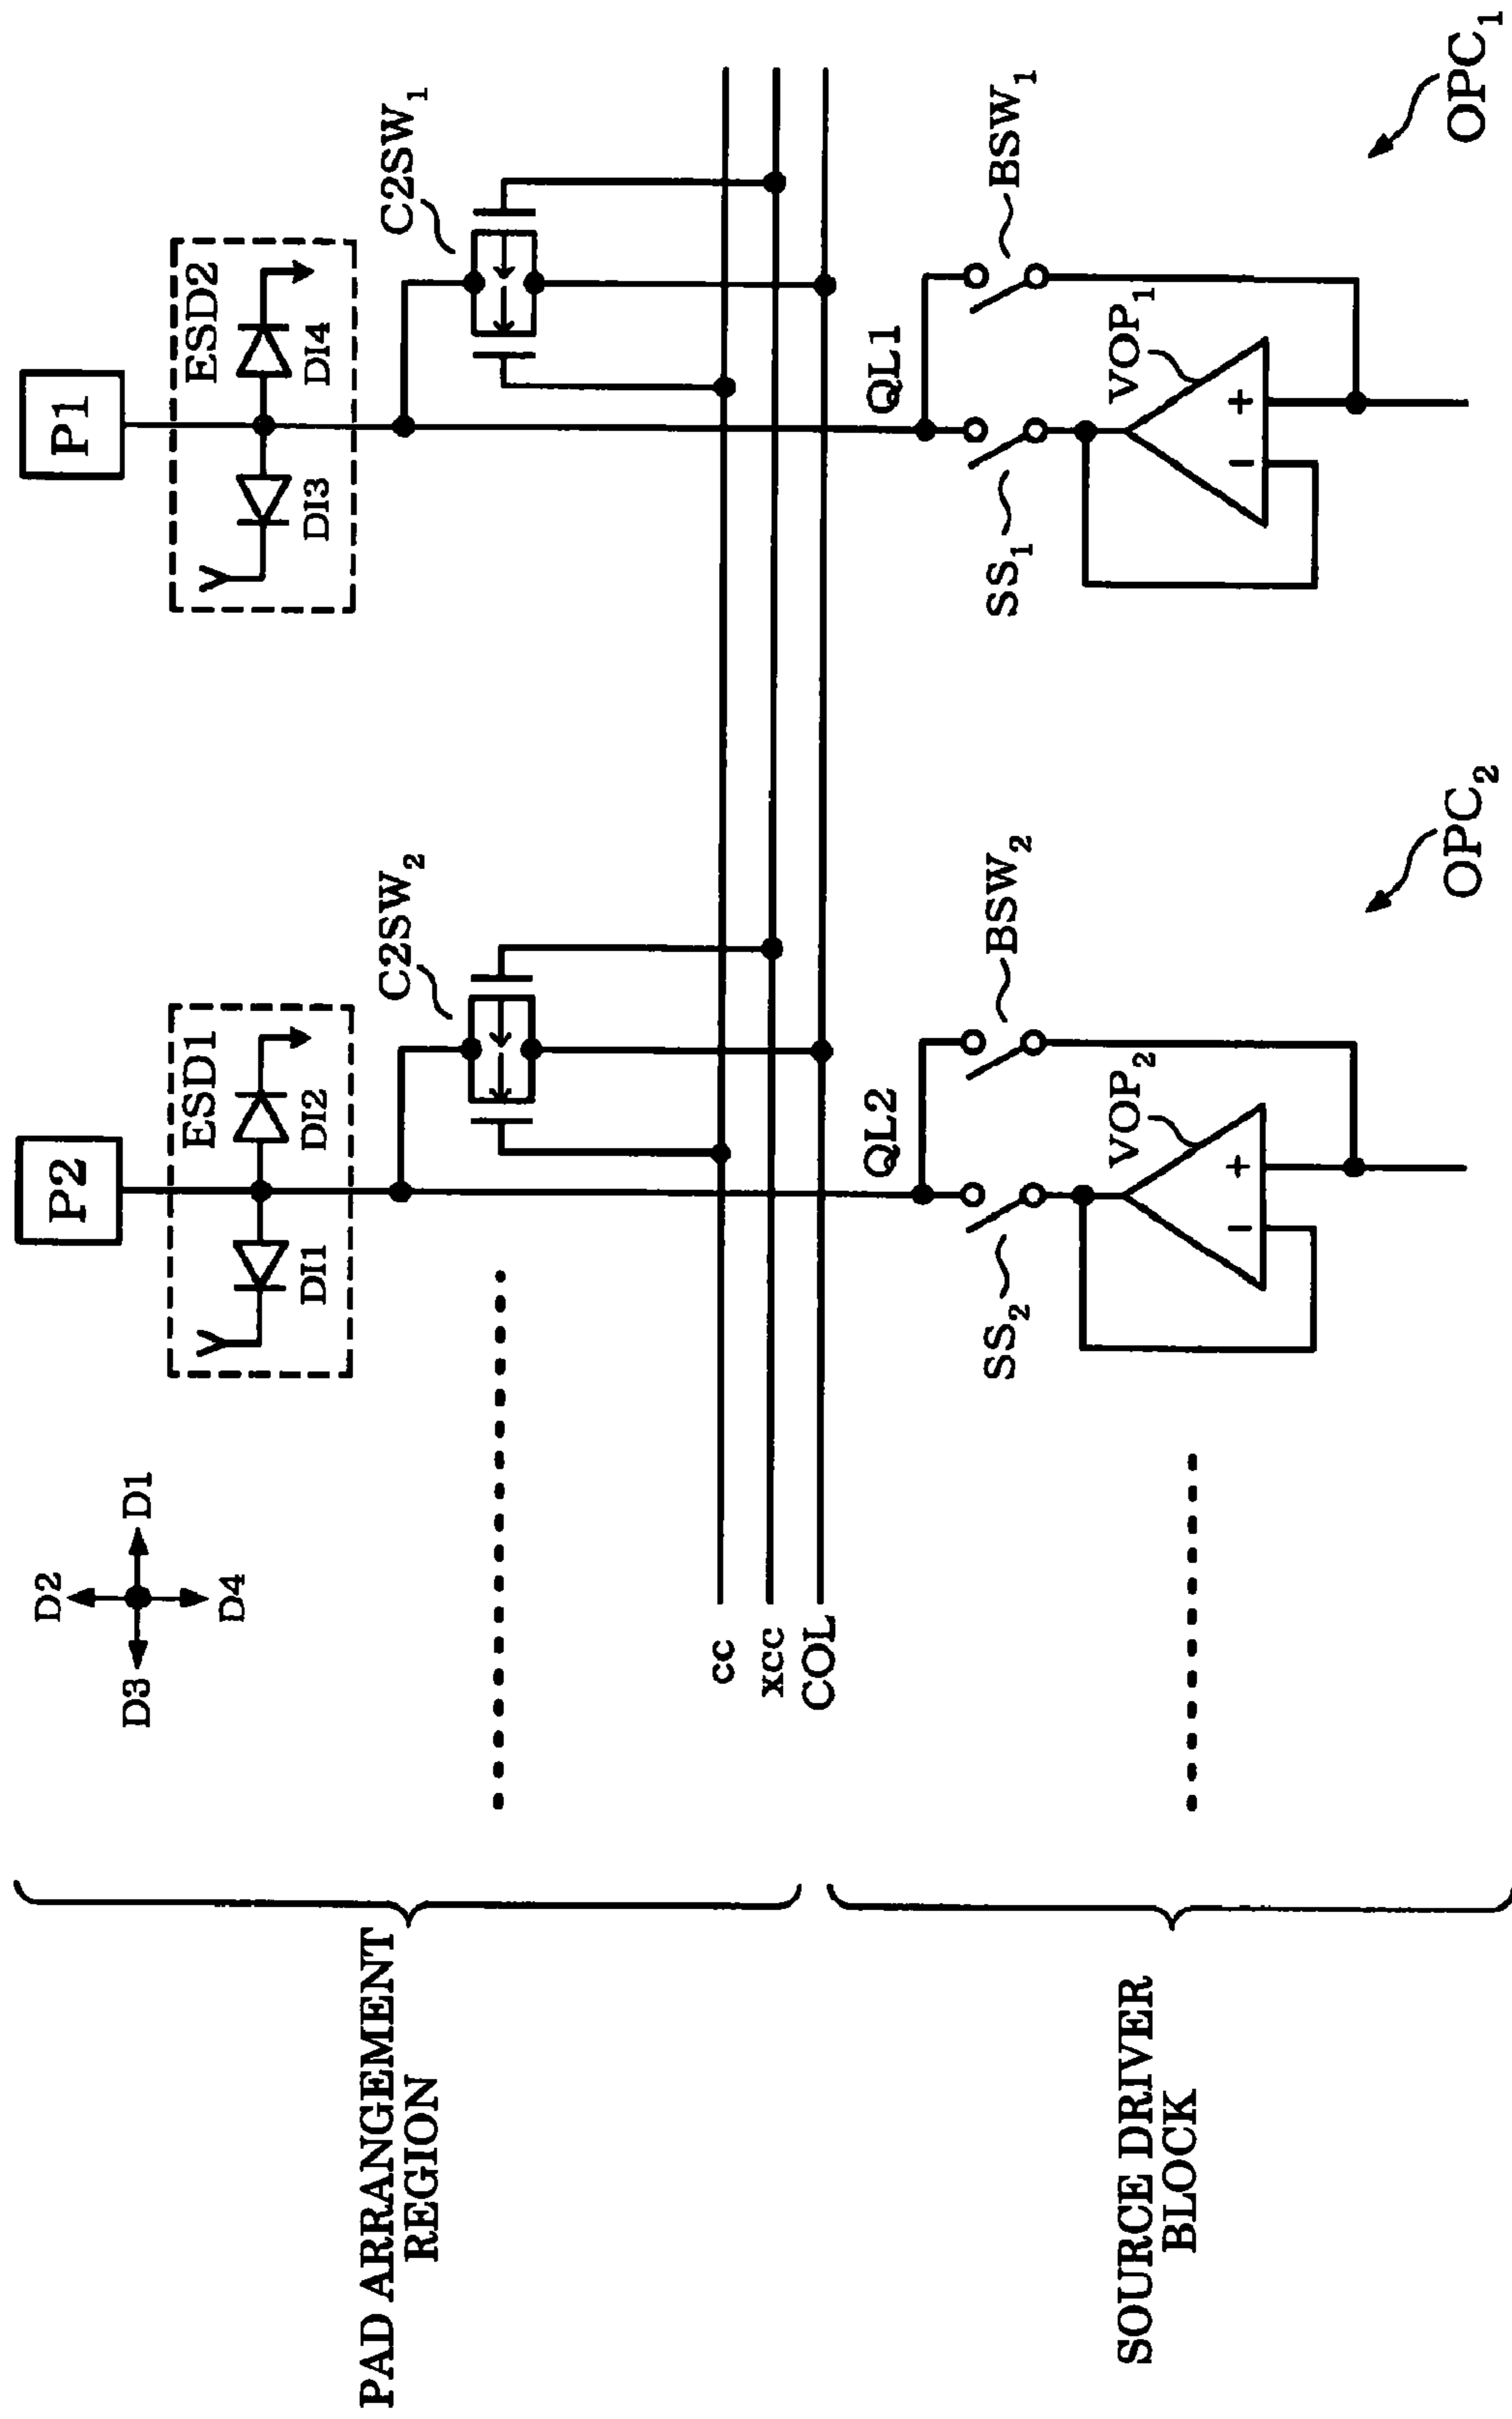 PAD ARRANGEMENT
REGION
D2
D3
D1
D4
P2
P1
ESD1
DI1
DI2
ESD2
DI3
DI4
C2SW₂
C2SW₁
cc
xcc
COL
SOURCE DRIVER
BLOCK
QL2
QL1
SS₂
BSW₂
SS₁
BSW₁
VOP₂
− +
VOP₁
− +
OPC₂
OPC₁